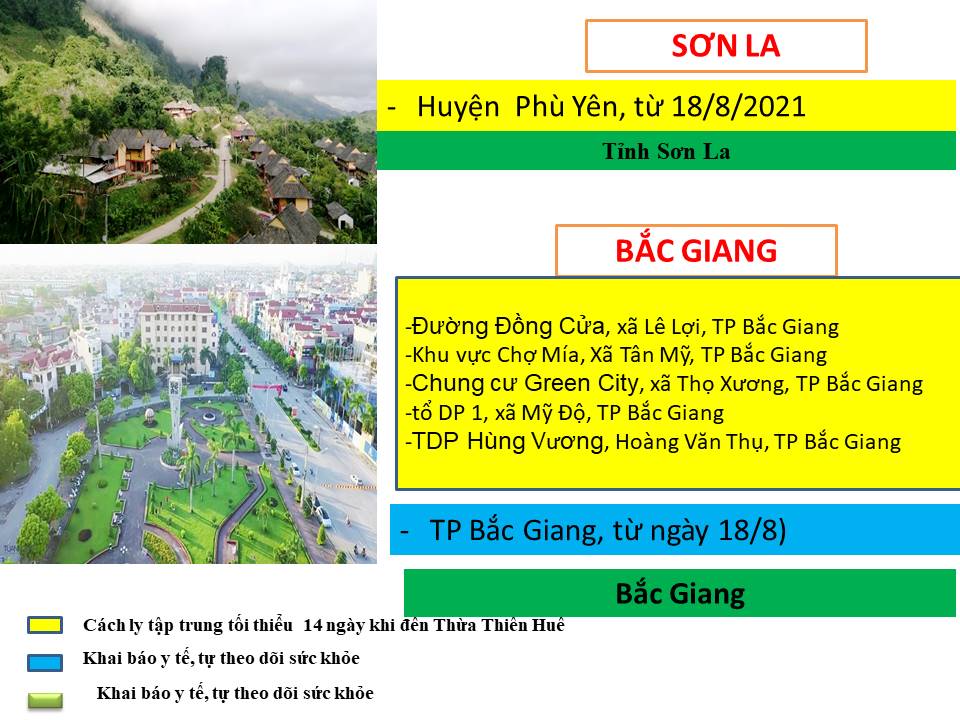 SƠN LA
- Huyện Phù Yên, từ 18/8/2021
Tỉnh Sơn La
BẮC GIANG
-Đường Đồng Cửa, xã Lê Lợi, TP Bắc Giang
-Khu vực Chợ Mía, Xã Tân Mỹ, TP Bắc Giang
-Chung cư Green City, xã Thọ Xương, TP Bắc Giang
-tổ DP 1, xã Mỹ Độ, TP Bắc Giang
-TDP Hùng Vương, Hoàng Văn Thụ, TP Bắc Giang
- TP Bắc Giang, từ ngày 18/8)
Bắc Giang
Cách ly tập trung tối thiểu 14 ngày khi đến Thừa Thiên Huế
Khai báo y tế, tự theo dõi sức khỏe
Khai báo y tế, tự theo dõi sức khỏe